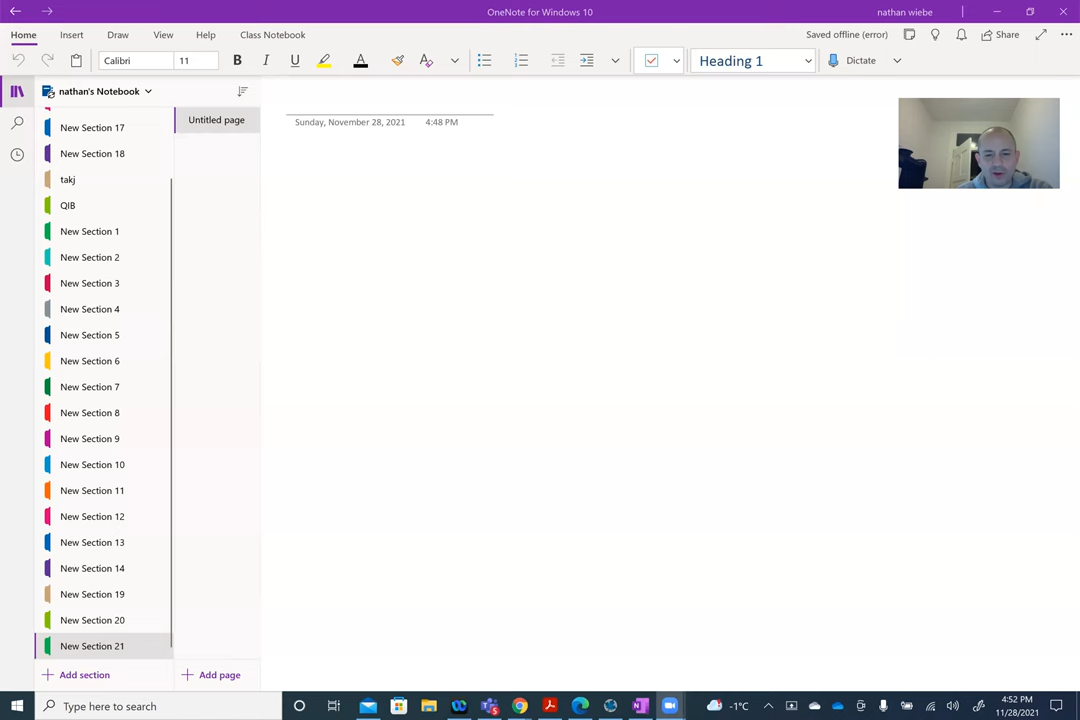 OneNote for Windows 10
nathan wiebe
Home Insert Draw View Help Class Notebook
Saved offline (error)
Share
Calibri 11 B I U A
Heading 1
Dictate
nathan's Notebook
Untitled page
Sunday, November 28, 2021 4:48 PM
New Section 17
New Section 18
takj
QIB
New Section 1
New Section 2
New Section 3
New Section 4
New Section 5
New Section 6
New Section 7
New Section 8
New Section 9
New Section 10
New Section 11
New Section 12
New Section 13
New Section 14
New Section 19
New Section 20
New Section 21
Add section
Add page
Type here to search
-1°C
4:52 PM
11/28/2021